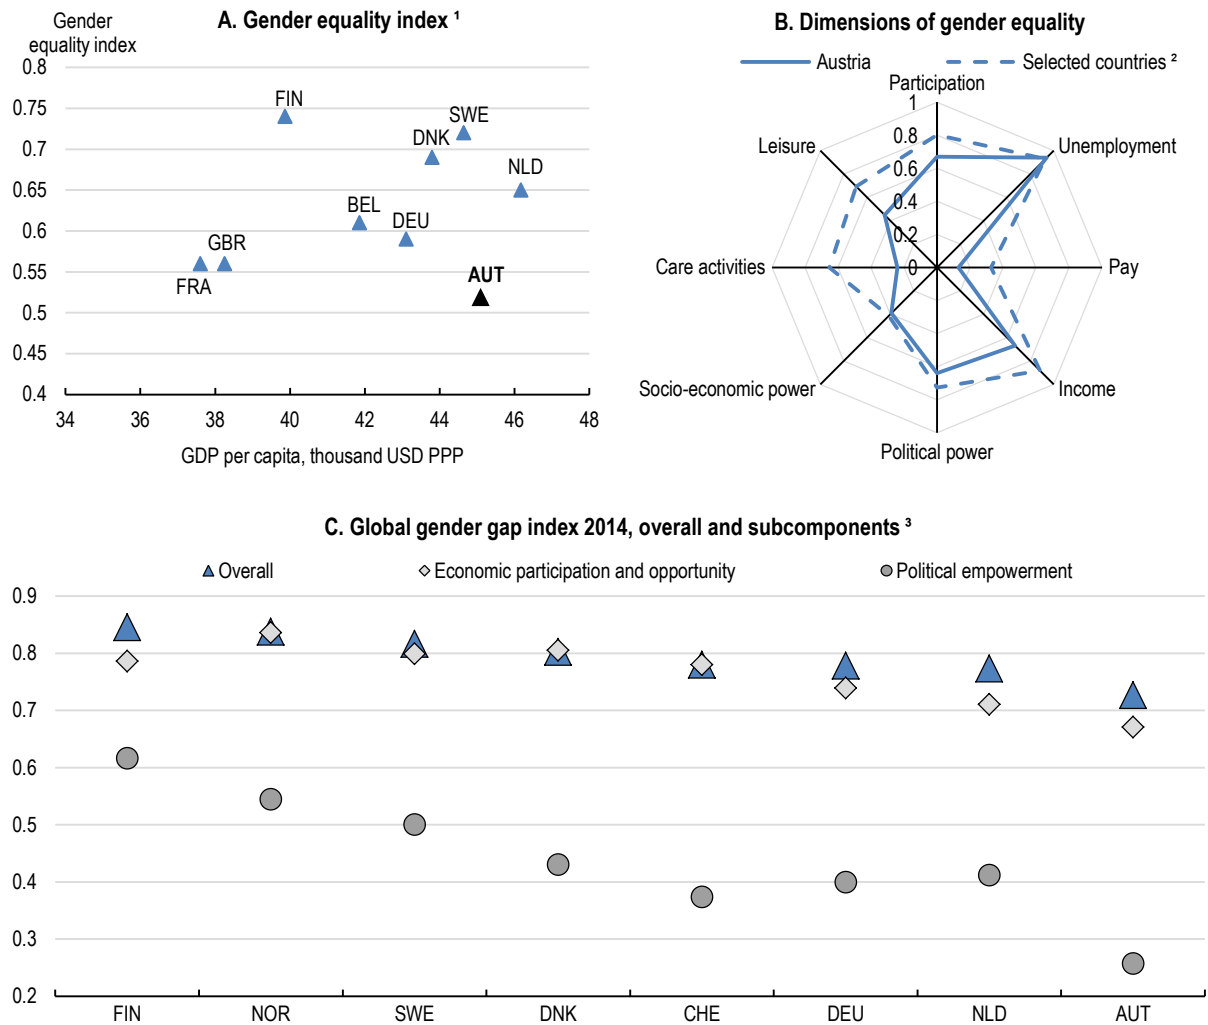 A. Gender equality index ¹
Gender
equality index
0.8
0.75
0.7
0.65
0.6
0.55
0.5
0.45
0.4
FIN
SWE
DNK
NLD
BEL
DEU
GBR
FRA
AUT
34 36 38 40 42 44 46 48
GDP per capita, thousand USD PPP
B. Dimensions of gender equality
Austria
Selected countries ²
Participation
Unemployment
Pay
Income
Political power
Socio-economic power
Care activities
Leisure
1
0.8
0.6
0.4
0.2
0
C. Global gender gap index 2014, overall and subcomponents ³
Overall
Economic participation and opportunity
Political empowerment
0.9
0.8
0.7
0.6
0.5
0.4
0.3
0.2
FIN NOR SWE DNK CHE DEU NLD AUT